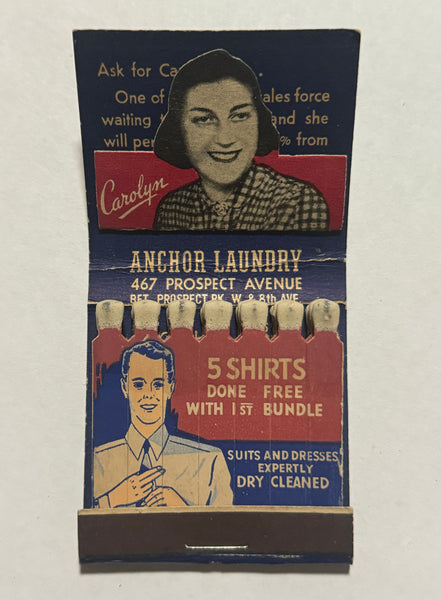 Ask for Ca
One of ales force
waiting and she
will per % from
Carolyn
ANCHOR LAUNDRY
467 PROSPECT AVENUE
BET. PROSPECT PK. W. & 8th AVE.
5 SHIRTS
DONE FREE
WITH 1ST BUNDLE
SUITS AND DRESSES
EXPERTLY
DRY CLEANED